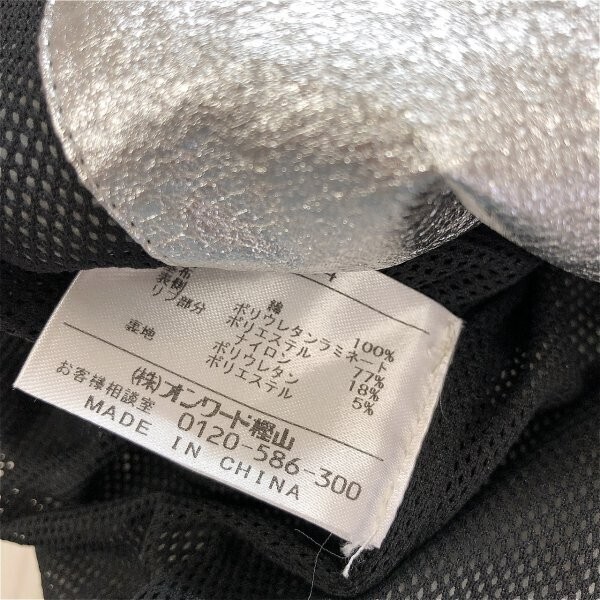 表側
リブ部分
綿 100%
ポリウレタンラミネート
ポリエステル 77%
ナイロン 18%
ポリウレタン 5%
裏地 ポリエステル
(株)オンワード樫山
お客様相談室 0120-586-300
MADE IN CHINA